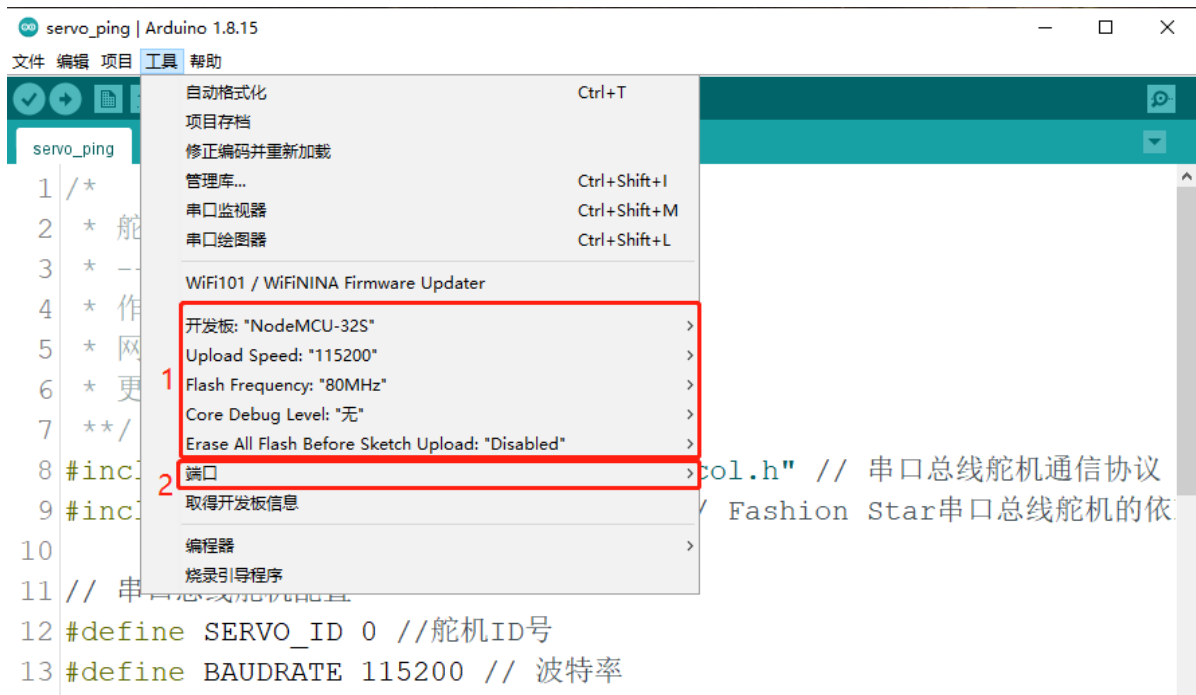 servo_ping | Arduino 1.8.15
文件 编辑 项目 工具 帮助
自动格式化 Ctrl+T
项目存档
修正编码并重新加载
管理库... Ctrl+Shift+I
串口监视器 Ctrl+Shift+M
串口绘图器 Ctrl+Shift+L
WiFi101 / WiFiNINA Firmware Updater
1
开发板: "NodeMCU-32S"
Upload Speed: "115200"
Flash Frequency: "80MHz"
Core Debug Level: "无"
Erase All Flash Before Sketch Upload: "Disabled"
2
端口
取得开发板信息
编程器
烧录引导程序
servo_ping
1 /*
2 * 舵
3 * --
4 * 作
5 * 网
6 * 更
7 **/
8 #incl col.h" // 串口总线舵机通信协议
9 #incl / Fashion Star串口总线舵机的依
10
11 // 串口总线舵机配置
12 #define SERVO_ID 0 //舵机ID号
13 #define BAUDRATE 115200 // 波特率